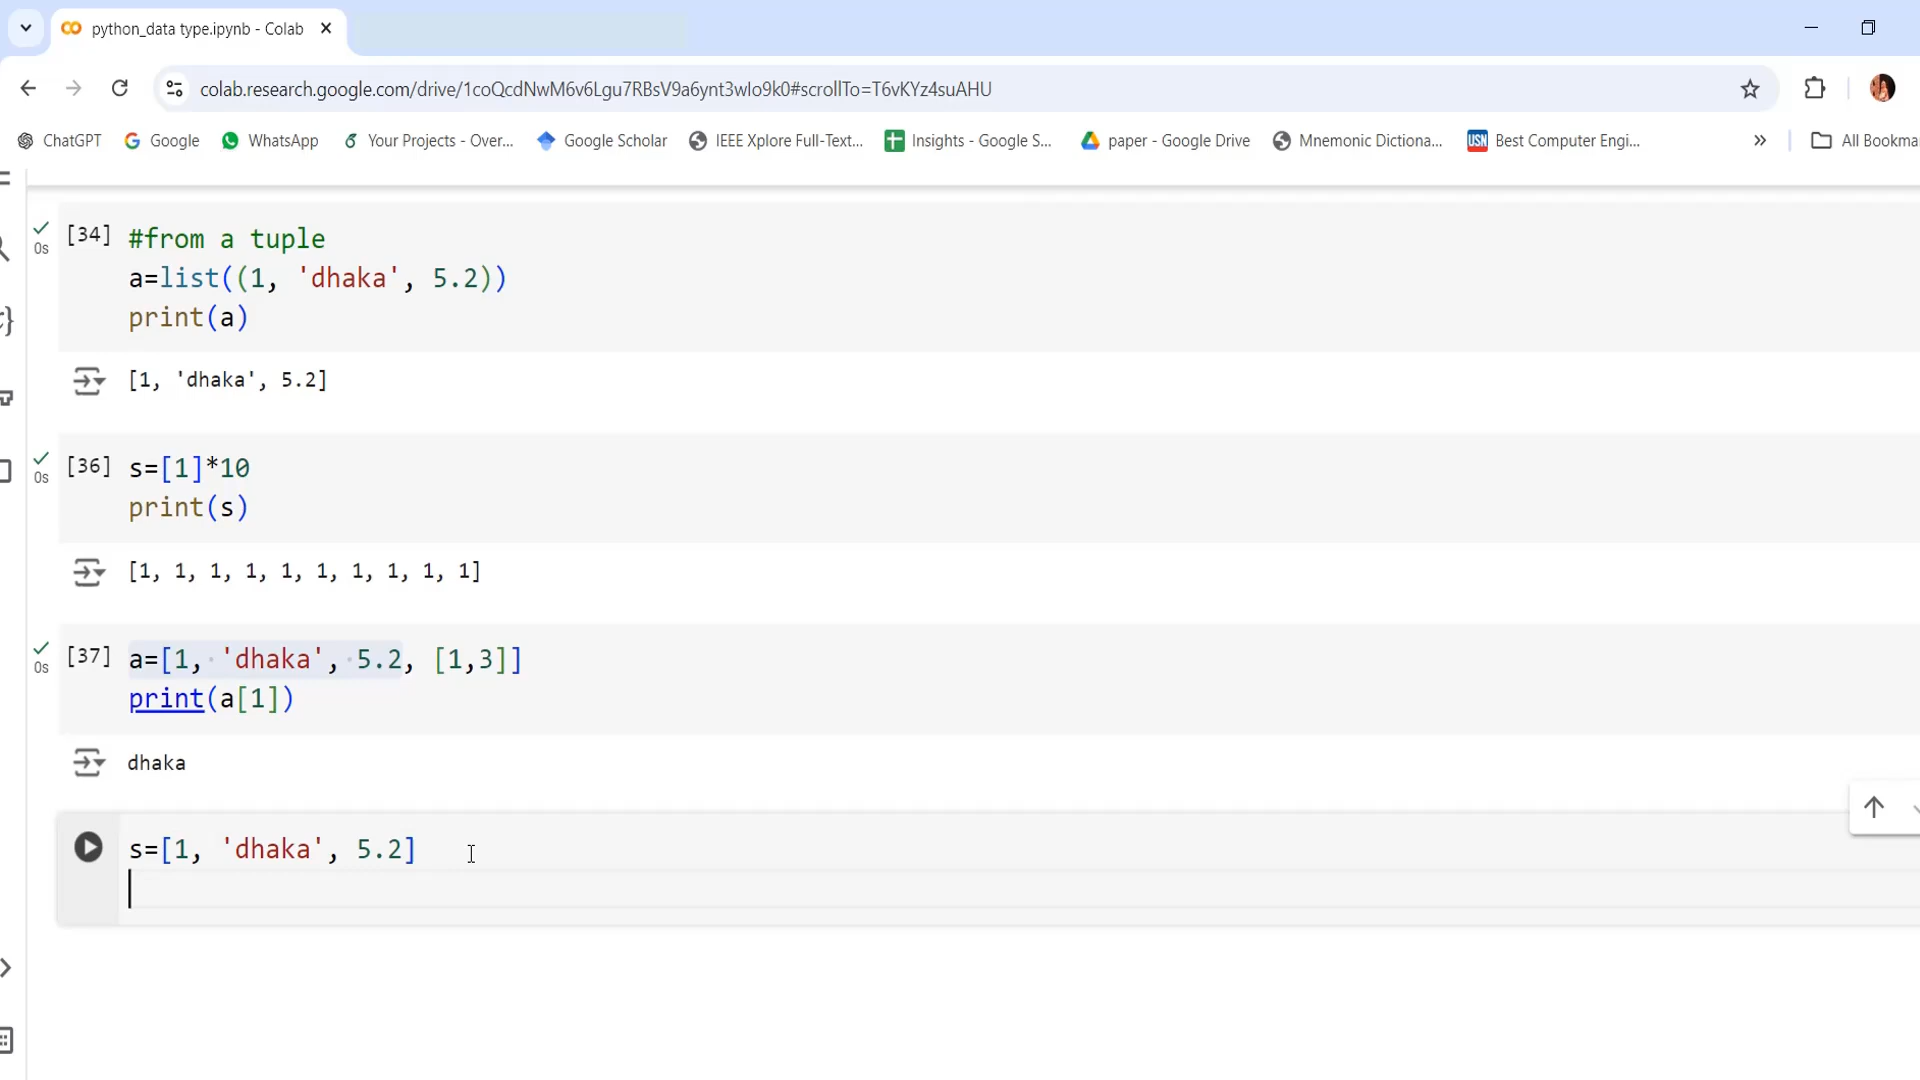 python_data type.ipynb - Colab
colab.research.google.com/drive/1coQcdNwM6v6Lgu7RBsV9a6ynt3wlo9k0#scrollTo=T6vKYz4suAHU
ChatGPT Google WhatsApp Your Projects - Over... Google Scholar IEEE Xplore Full-Text... Insights - Google S... paper - Google Drive Mnemonic Dictiona... USN Best Computer Engi... » All Bookma
[34] #from a tuple
0s
a=list((1, 'dhaka', 5.2))
print(a)
[1, 'dhaka', 5.2]
[36] s=[1]*10
0s
print(s)
[1, 1, 1, 1, 1, 1, 1, 1, 1, 1]
[37] a=[1, 'dhaka', 5.2, [1,3]]
0s
print(a[1])
dhaka
s=[1, 'dhaka', 5.2]